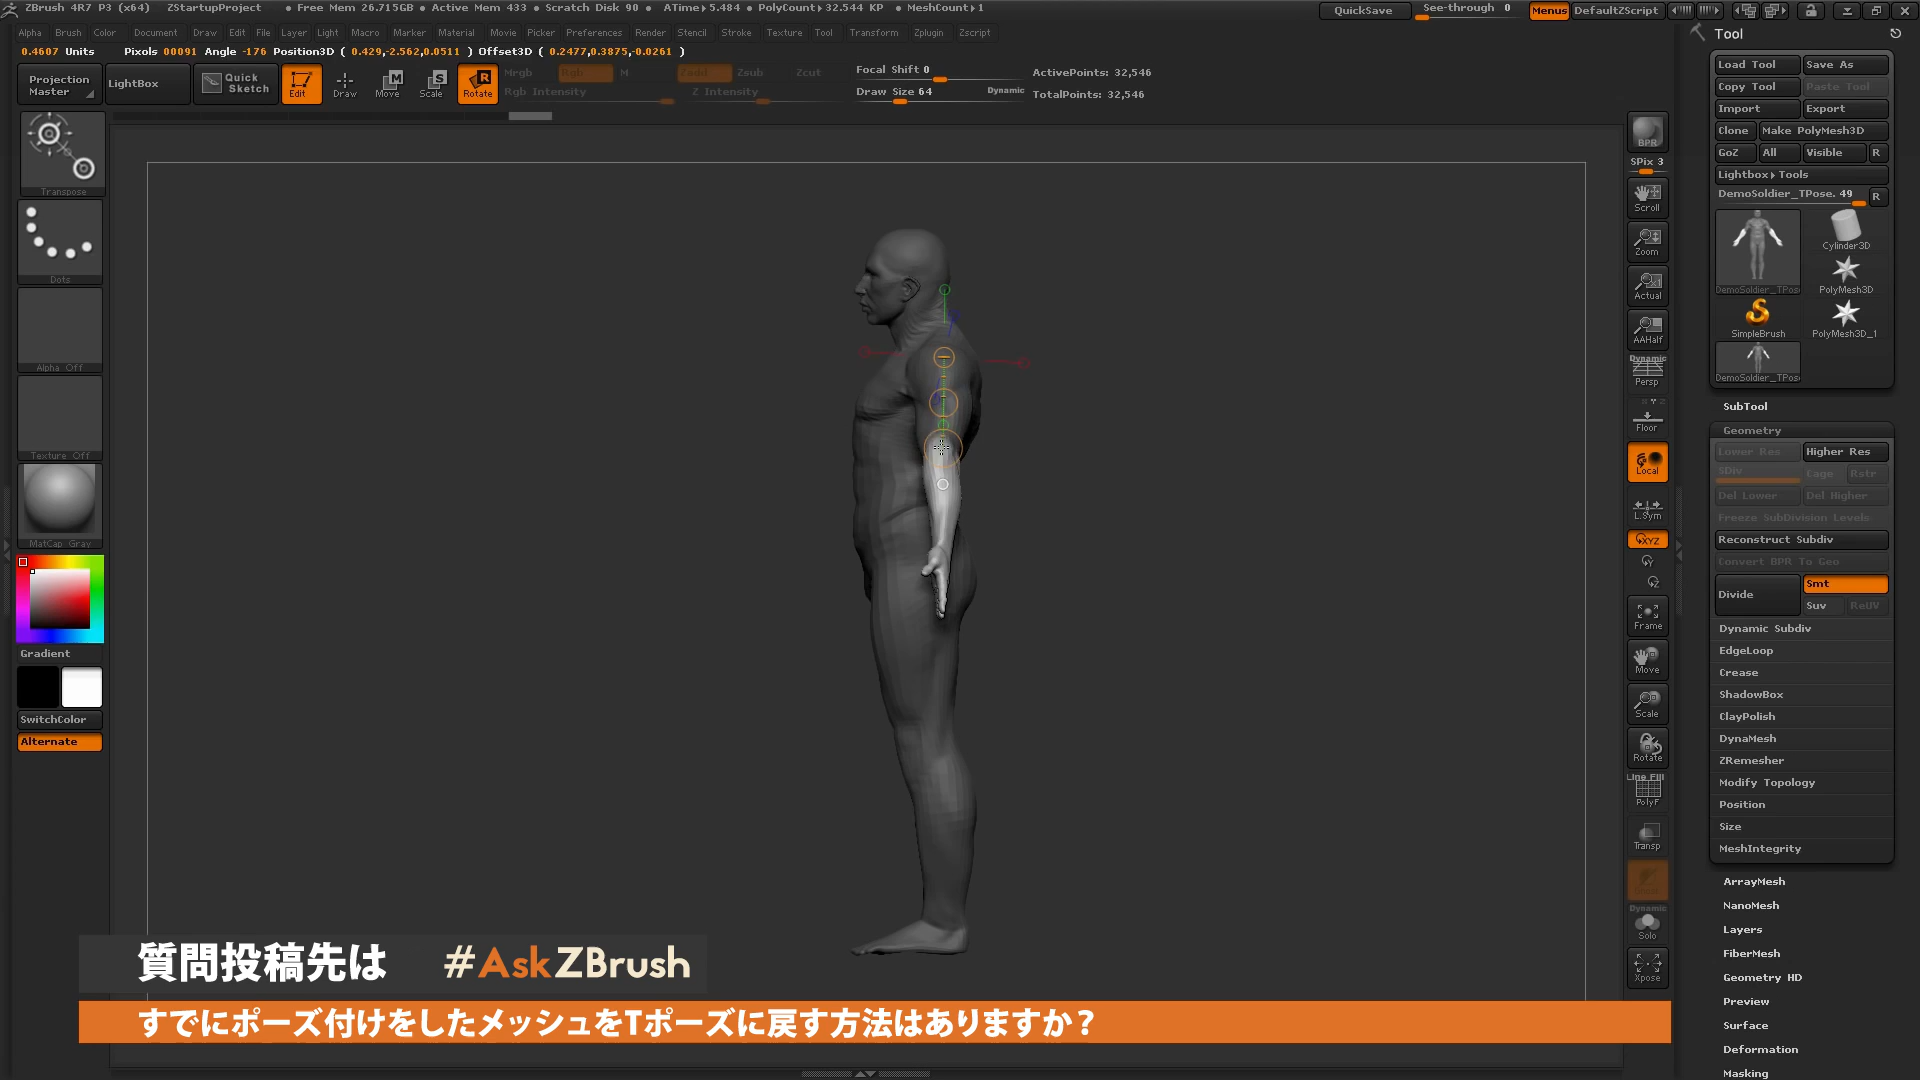 ZBrush 4R7 P3 (x64) ZStartupProject • Free Mem 26.715GB • Active Mem 433 • Scratch Disk 90 • ATime▸5.484 • PolyCount▸32.544 KP • MeshCount▸1
QuickSave See-through 0 Menus DefaultZScript
Alpha Brush Color Document Draw Edit File Layer Light Macro Marker Material Movie Picker Preferences Render Stencil Stroke Texture Tool Transform Zplugin Zscript
0.4607 Units Pixols 00091 Angle -176 Position3D ( 0.429,-2.562,0.0511 ) Offset3D ( 0.2477,0.3875,-0.0261 )
Projection Master
LightBox
Quick Sketch
Edit
Draw
Move
Scale
Rotate
Mrgb Rgb M
Rgb Intensity
Zadd Zsub Zcut
Z Intensity
Focal Shift 0
Draw Size 64 Dynamic
ActivePoints: 32,546
TotalPoints: 32,546
Transpose
Dots
Alpha Off
Texture Off
MatCap Gray
Gradient
SwitchColor
Alternate
BPR
SPix 3
Scroll
Zoom
Actual
AAHalf
Dynamic
Persp
Floor
Local
L.Sym
XYZ
Frame
Move
Scale
Rotate
Line Fill
PolyF
Transp
Dynamic
Solo
Xpose
Tool
Load Tool Save As
Copy Tool Paste Tool
Import Export
Clone Make PolyMesh3D
GoZ All Visible R
Lightbox▸Tools
DemoSoldier_TPose. 49 R
Cylinder3D
DemoSoldier_TPos PolyMesh3D
SimpleBrush PolyMesh3D_1
DemoSoldier_TPos
SubTool
Geometry
Lower Res Higher Res
SDiv Cage Rstr
Del Lower Del Higher
Freeze SubDivision Levels
Reconstruct Subdiv
Convert BPR To Geo
Divide Smt
Suv ReUV
Dynamic Subdiv
EdgeLoop
Crease
ShadowBox
ClayPolish
DynaMesh
ZRemesher
Modify Topology
Position
Size
MeshIntegrity
ArrayMesh
NanoMesh
Layers
FiberMesh
Geometry HD
Preview
Surface
Deformation
Masking
質問投稿先は #AskZBrush
すでにポーズ付けをしたメッシュをTポーズに戻す方法はありますか？